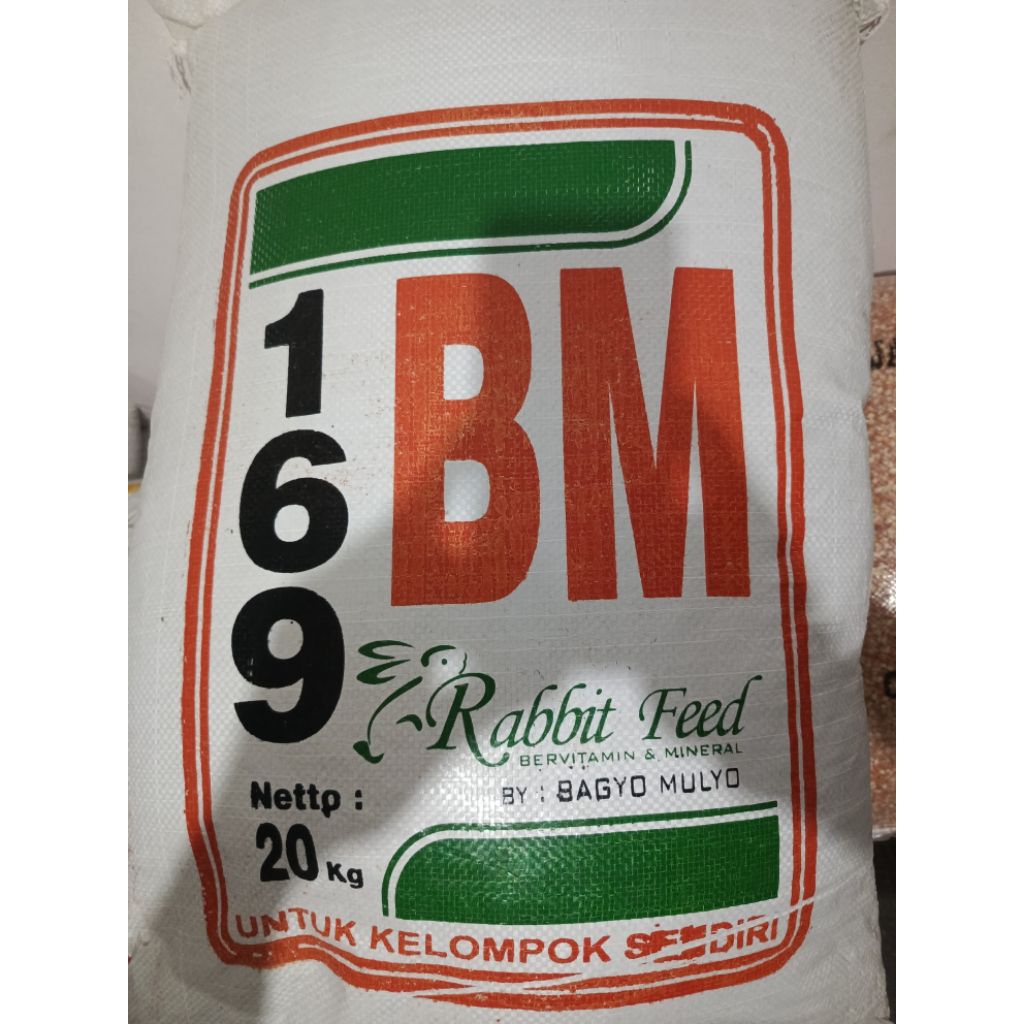 169
BM
Rabbit Feed
BERVITAMIN & MINERAL
BY : BAGYO MULYO
Netto :
20 Kg
UNTUK KELOMPOK SENDIRI